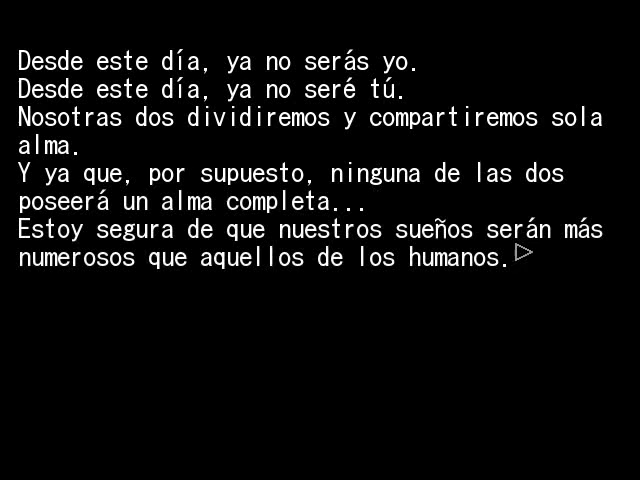 Desde este día, ya no serás yo.
Desde este día, ya no seré tú.
Nosotras dos dividiremos y compartiremos sola
alma.
Y ya que, por supuesto, ninguna de las dos
poseerá un alma completa...
Estoy segura de que nuestros sueños serán más
numerosos que aquellos de los humanos.